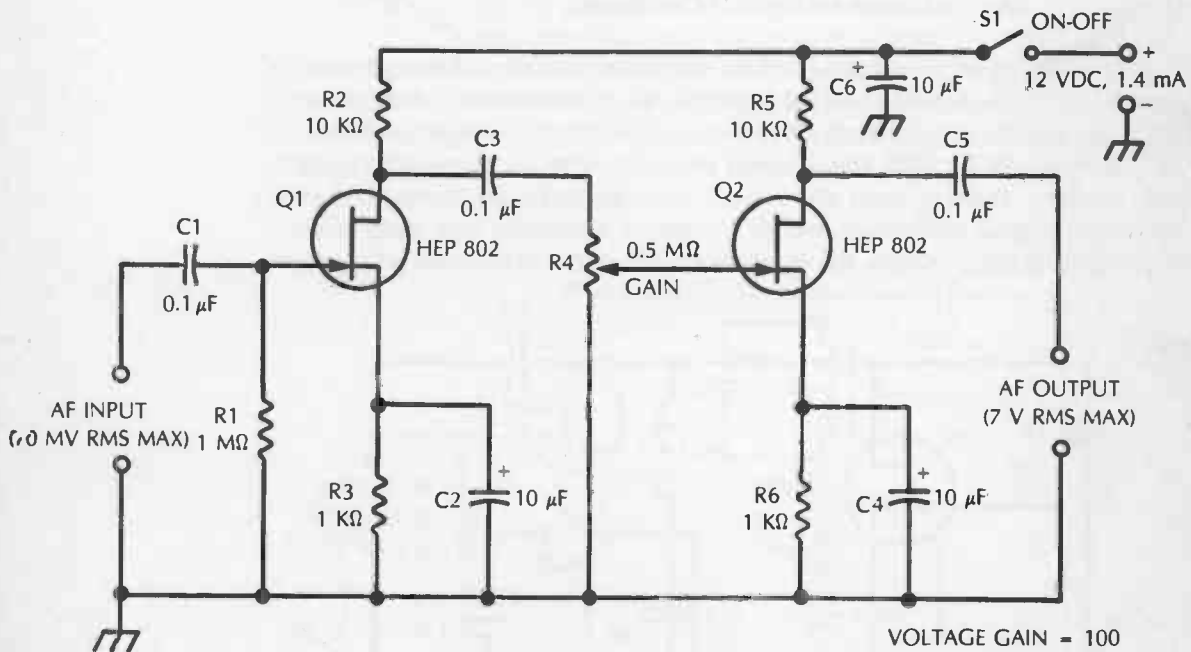 S1 ON-OFF
+
12 VDC, 1.4 mA
−
R2
10 KΩ
R5
10 KΩ
+
C6 10 µF
C3
0.1 µF
C5
0.1 µF
Q1
HEP 802
Q2
HEP 802
C1
0.1 µF
R4
0.5 MΩ
GAIN
AF INPUT
MV RMS MAX)
R1
1 MΩ
AF OUTPUT
(7 V RMS MAX)
R3
1 KΩ
+
C2 10 µF
R6
1 KΩ
+
C4 10 µF
VOLTAGE GAIN = 100